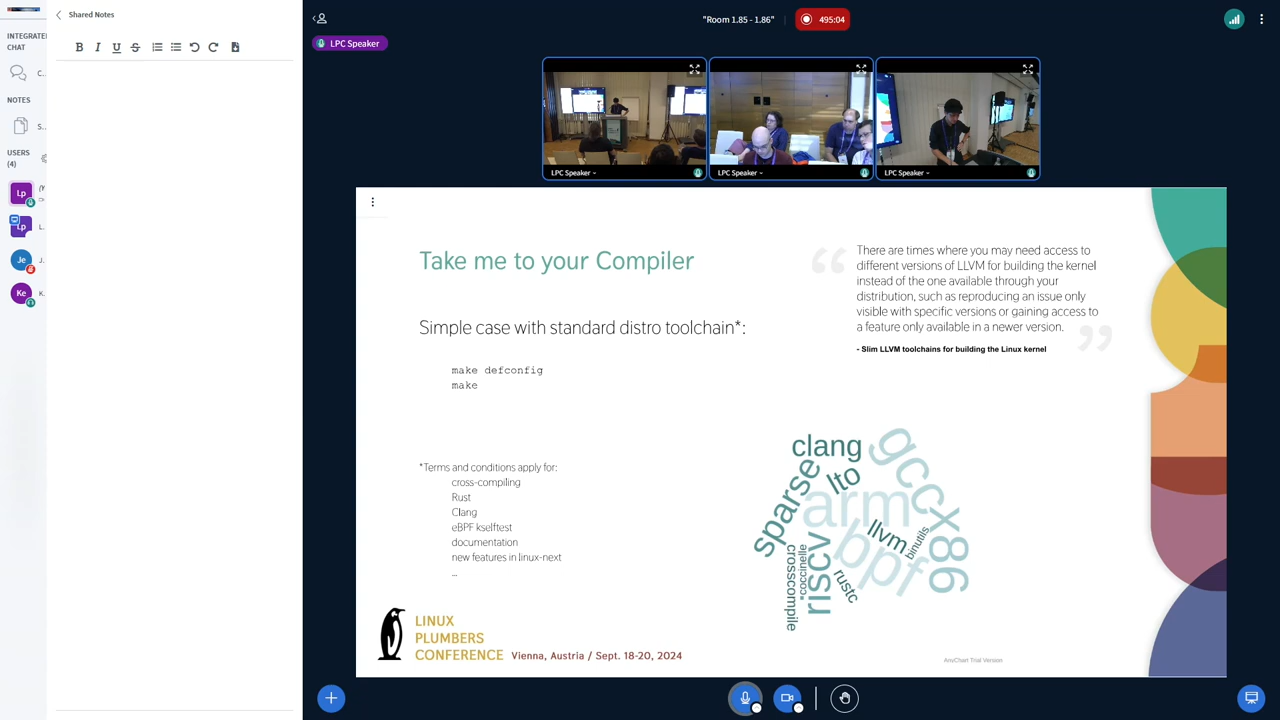 Shared Notes
INTEGRATE
CHAT
C...
NOTES
S...
USERS
(4)
Lp
Lp
L...
Je
J...
Ke
K...
"Room 1.85 - 1.86"
495:04
LPC Speaker
LPC Speaker
LPC Speaker
LPC Speaker
Take me to your Compiler
Simple case with standard distro toolchain*:
make defconfig
make
*Terms and conditions apply for:
cross-compiling
Rust
Clang
eBPF kselftest
documentation
new features in linux-next
...
“
There are times where you may need access to
different versions of LLVM for building the kernel
instead of the one available through your
distribution, such as reproducing an issue only
visible with specific versions or gaining access to
a feature only available in a newer version.
”
- Slim LLVM toolchains for building the Linux kernel
clang
gcc
sparse
lto
arm
x86
llvm
binutils
bpf
riscv
coccinelle
crosscompile
rustc
LINUX
PLUMBERS
CONFERENCE
Vienna, Austria / Sept. 18-20, 2024
AnyChart Trial Version